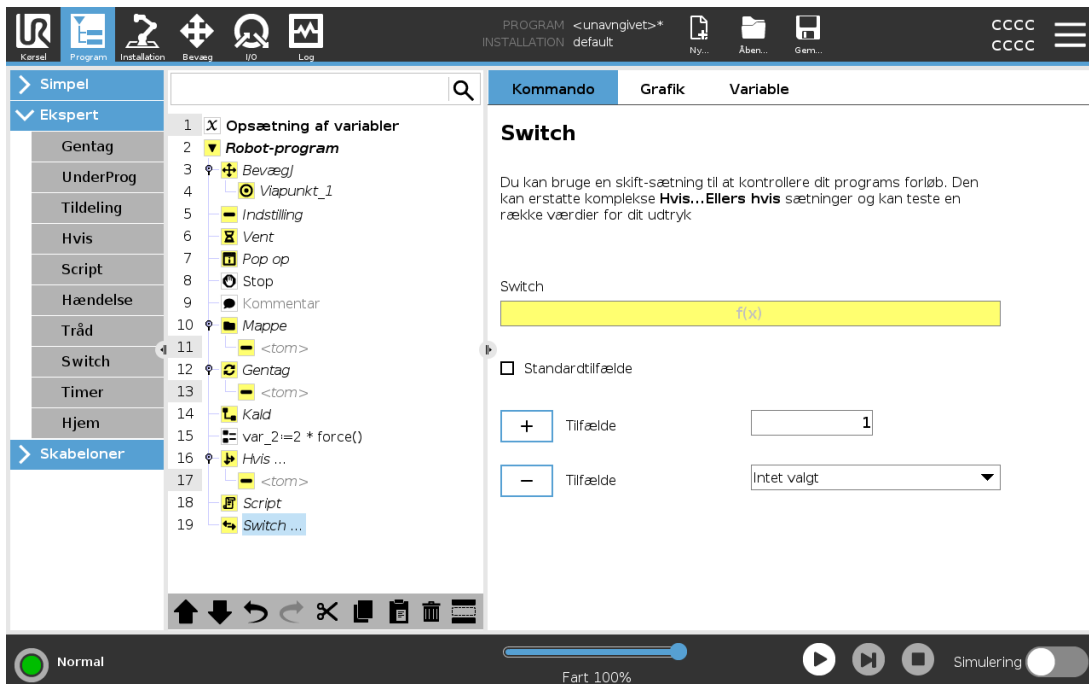 UR
Kørsel
Program
Installation
Bevæg
I/O
Log
PROGRAM <unavngivet>*
INSTALLATION default
Ny...
Åben...
Gem...
CCCC
CCCC
Simpel
Ekspert
Gentag
UnderProg
Tildeling
Hvis
Script
Hændelse
Tråd
Switch
Timer
Hjem
Skabeloner
1 X Opsætning af variabler
2 Robot-program
3 BevægJ
4 Viapunkt_1
5 Indstilling
6 Vent
7 Pop op
8 Stop
9 Kommentar
10 Mappe
11 <tom>
12 Gentag
13 <tom>
14 Kald
15 var_2:=2 * force()
16 Hvis ...
17 <tom>
18 Script
19 Switch ...
Kommando Grafik Variable
Switch
Du kan bruge en skift-sætning til at kontrollere dit programs forløb. Den
kan erstatte komplekse Hvis...Ellers hvis sætninger og kan teste en
række værdier for dit udtryk
Switch
f(x)
Standardtilfælde
+ Tilfælde 1
− Tilfælde Intet valgt
Normal
Fart 100%
Simulering